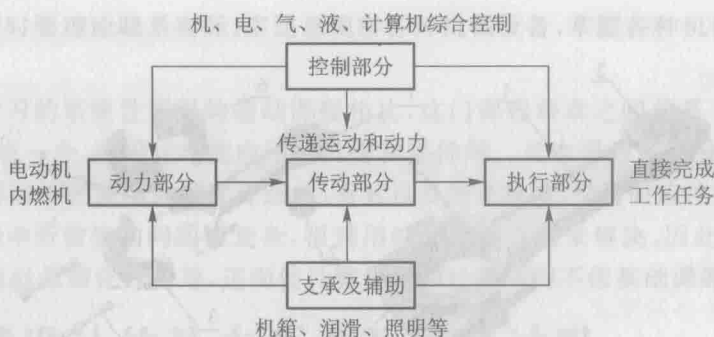 机、电、气、液、计算机综合控制
控制部分
传递运动和动力
电动机
内燃机
动力部分
传动部分
执行部分
直接完成
工作任务
支承及辅助
机箱、润滑、照明等